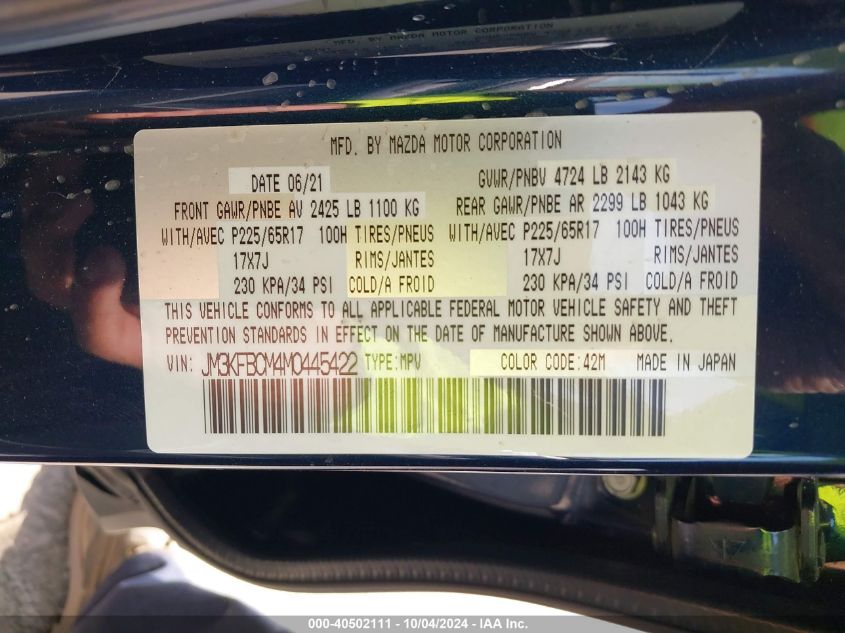 MFD. BY MAZDA MOTOR CORPORATION
DATE 06/21 GVWR/PNBV 4724 LB 2143 KG
FRONT GAWR/PNBE AV 2425 LB 1100 KG REAR GAWR/PNBE AR 2299 LB 1043 KG
WITH/AVEC P225/65R17 100H TIRES/PNEUS WITH/AVEC P225/65R17 100H TIRES/PNEUS
17X7J RIMS/JANTES 17X7J RIMS/JANTES
230 KPA/34 PSI COLD/A FROID 230 KPA/34 PSI COLD/A FROID
THIS VEHICLE CONFORMS TO ALL APPLICABLE FEDERAL MOTOR VEHICLE SAFETY AND THEFT
PREVENTION STANDARDS IN EFFECT ON THE DATE OF MANUFACTURE SHOWN ABOVE.
VIN: JM3KFBCM4M0445422 TYPE:MPV COLOR CODE:42M MADE IN JAPAN
000-40502111 - 10/04/2024 - IAA Inc.